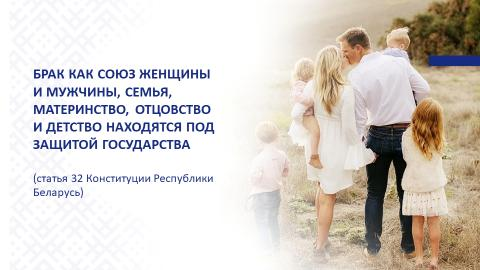 БРАК КАК СОЮЗ ЖЕНЩИНЫ
И МУЖЧИНЫ, СЕМЬЯ,
МАТЕРИНСТВО, ОТЦОВСТВО
И ДЕТСТВО НАХОДЯТСЯ ПОД
ЗАЩИТОЙ ГОСУДАРСТВА
(статья 32 Конституции Республики
Беларусь)